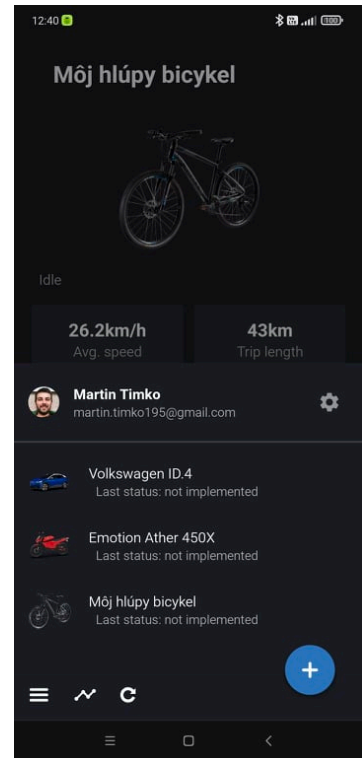 12:40
100
Môj hlúpy bicykel
Idle
26.2km/h
Avg. speed
43km
Trip length
Martin Timko
martin.timko195@gmail.com
Volkswagen ID.4
Last status: not implemented
Emotion Ather 450X
Last status: not implemented
Môj hlúpy bicykel
Last status: not implemented